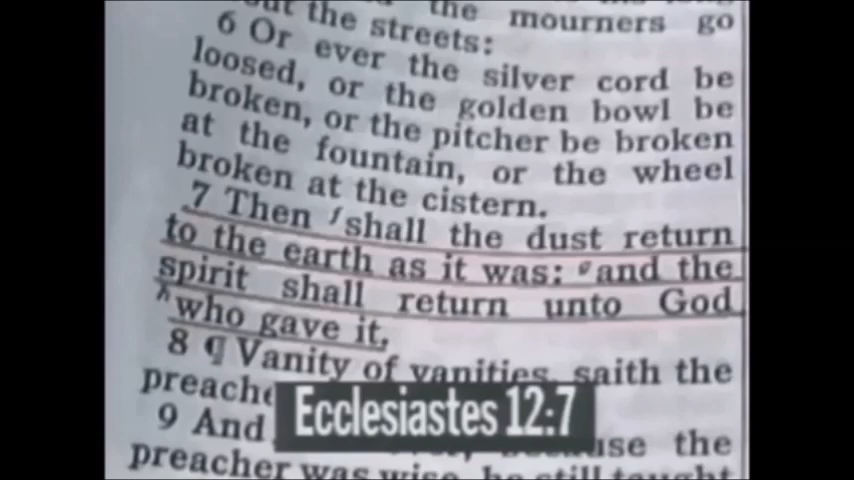 out the streets:
the mourners go
6 Or ever the silver cord be
loosed, or the golden bowl be
broken, or the pitcher be broken
at the fountain, or the wheel
broken at the cistern.
7 Then f shall the dust return
to the earth as it was: g and the
spirit shall return unto God
h who gave it.
8 ¶ Vanity of vanities, saith the
preache
9 And
use the
preacher was wise, he still taught
Ecclesiastes 12:7